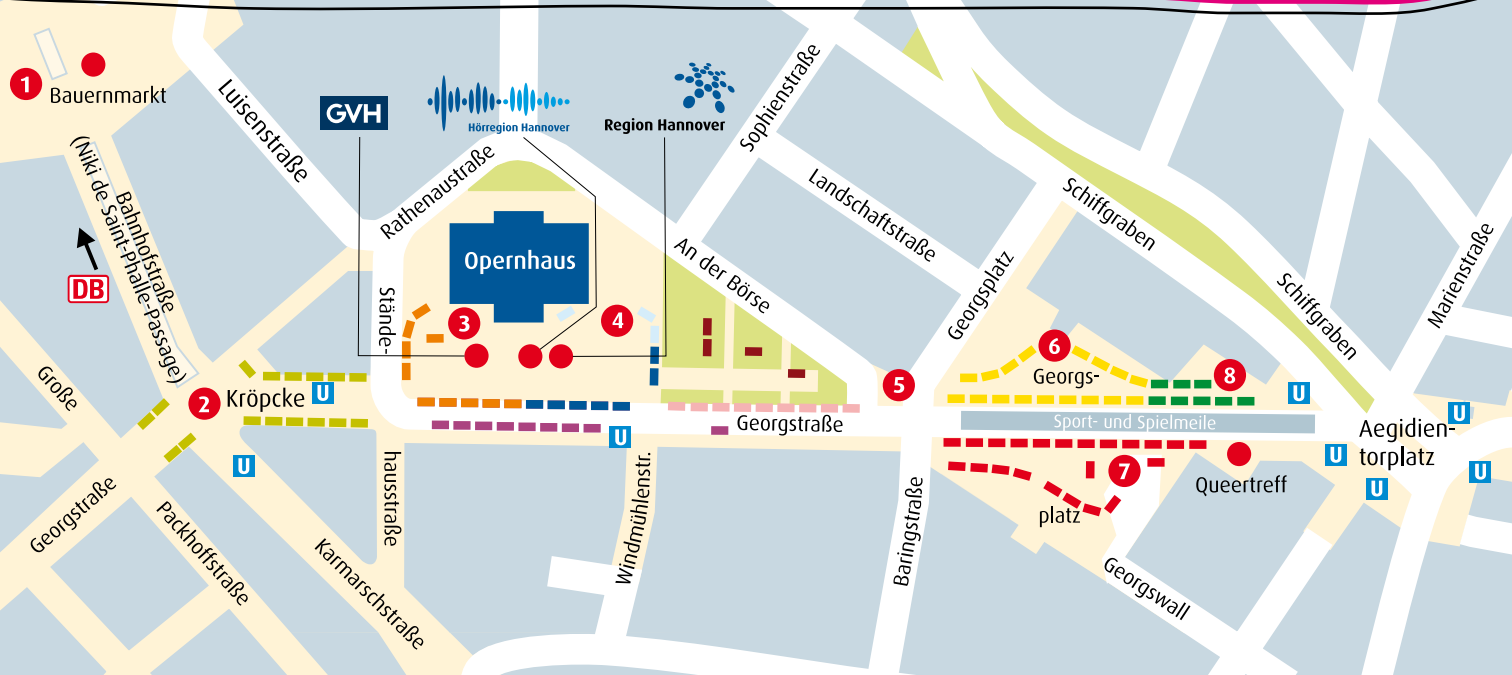 1
Bauernmarkt
Luisenstraße
GVH
Hörregion Hannover
Region Hannover
Sophienstraße
(Niki de-Saint-Phalle-Passage)
Bahnhofstraße
DB
Rathenaustraße
Opernhaus
An der Börse
Landschaftstraße
Schiffgraben
Schiffgraben
Marienstraße
Georgsplatz
Stände-
hausstraße
3
4
5
6
Georgs-
8
U
Große
2
Kröpcke
U
U
U
Georgstraße
Sport- und Spielmeile
Aegidien-
torplatz
U
U
U
U
7
Queertreff
platz
Georgstraße
Packhoffstraße
Karmarschstraße
Windmühlenstr.
Baringstraße
Georgswall